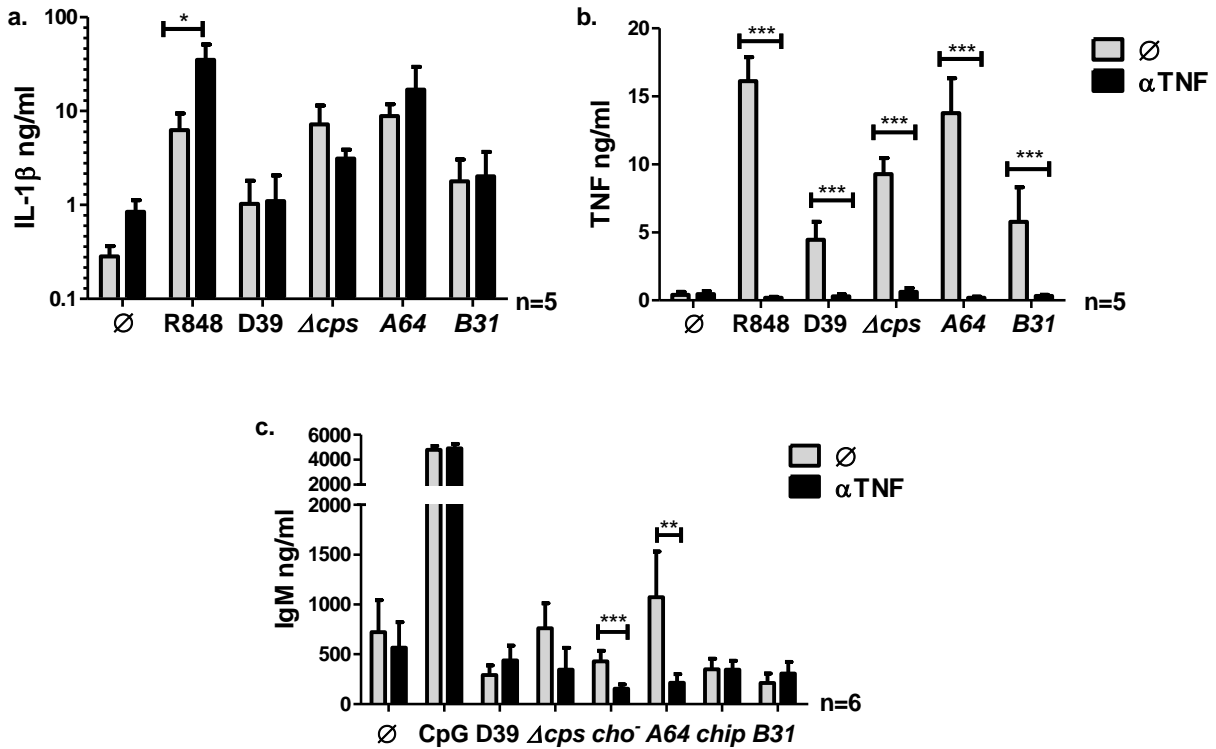 a.
*
100
10
1
0.1
IL-1β ng/ml
∅ R848 D39 Δcps A64 B31
n=5
b.
*** *** *** *** ***
20
15
10
5
0
TNF ng/ml
∅ R848 D39 Δcps A64 B31
n=5
∅
αTNF
c.
6000
4000
2000
2000
1500
1000
500
0
IgM ng/ml
*** **
∅ CpG D39 Δcps cho⁻ A64 chip B31
n=6
∅
αTNF